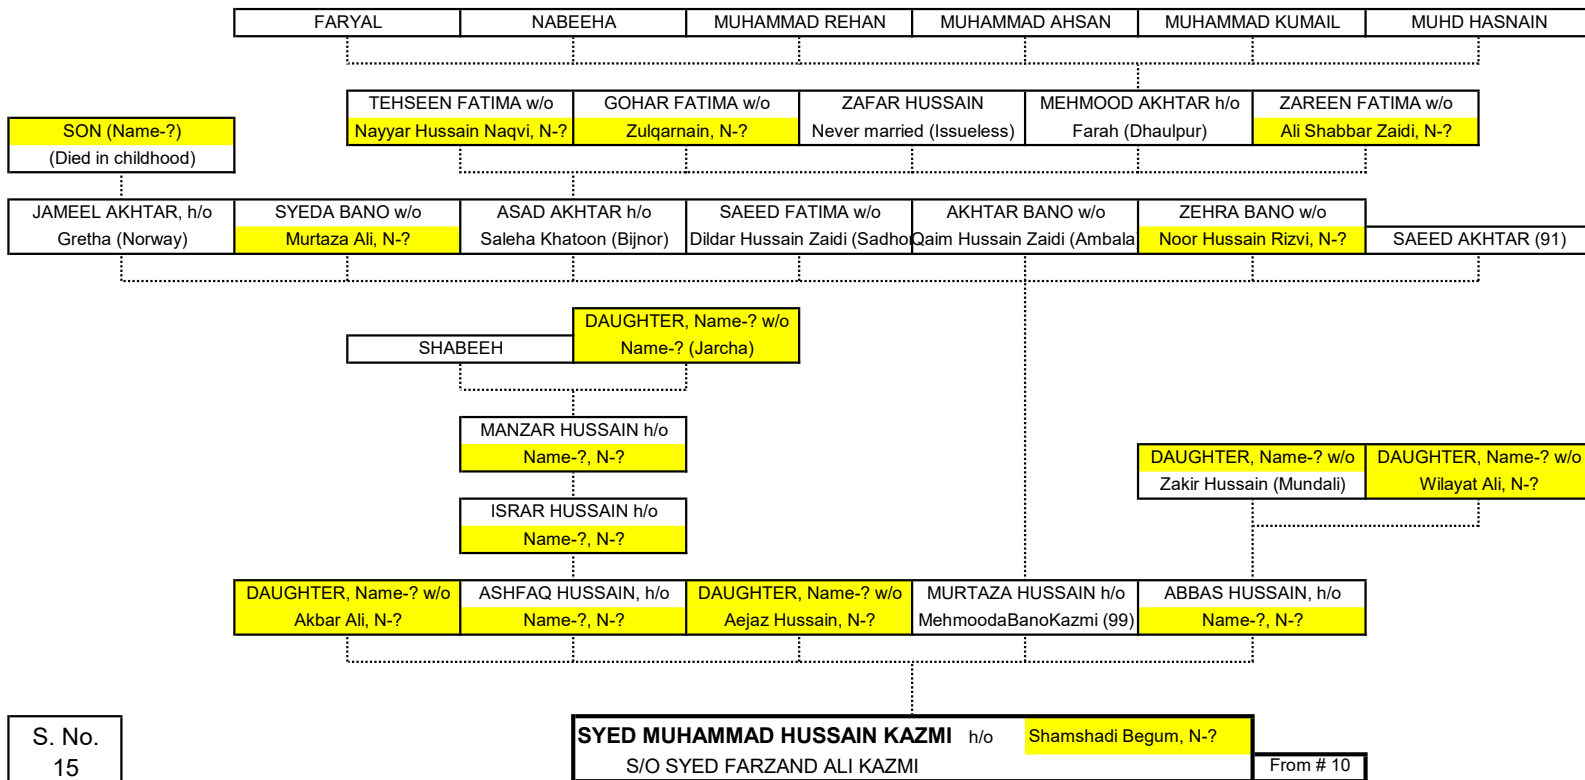 FARYAL
NABEEHA
MUHAMMAD REHAN
MUHAMMAD AHSAN
MUHAMMAD KUMAIL
MUHD HASNAIN
TEHSEEN FATIMA w/o
Nayyar Hussain Naqvi, N-?
GOHAR FATIMA w/o
Zulqarnain, N-?
ZAFAR HUSSAIN
Never married (Issueless)
MEHMOOD AKHTAR h/o
Farah (Dhaulpur)
ZAREEN FATIMA w/o
Ali Shabbar Zaidi, N-?
SON (Name-?)
(Died in childhood)
JAMEEL AKHTAR, h/o
Gretha (Norway)
SYEDA BANO w/o
Murtaza Ali, N-?
ASAD AKHTAR h/o
Saleha Khatoon (Bijnor)
SAEED FATIMA w/o
Dildar Hussain Zaidi (Sadho
AKHTAR BANO w/o
Qaim Hussain Zaidi (Ambala
ZEHRA BANO w/o
Noor Hussain Rizvi, N-?
SAEED AKHTAR (91)
SHABEEH
DAUGHTER, Name-? w/o
Name-? (Jarcha)
MANZAR HUSSAIN h/o
Name-?, N-?
DAUGHTER, Name-? w/o
Zakir Hussain (Mundali)
DAUGHTER, Name-? w/o
Wilayat Ali, N-?
ISRAR HUSSAIN h/o
Name-?, N-?
DAUGHTER, Name-? w/o
Akbar Ali, N-?
ASHFAQ HUSSAIN, h/o
Name-?, N-?
DAUGHTER, Name-? w/o
Aejaz Hussain, N-?
MURTAZA HUSSAIN h/o
MehmoodaBanoKazmi (99)
ABBAS HUSSAIN, h/o
Name-?, N-?
S. No.
15
SYED MUHAMMAD HUSSAIN KAZMI h/o Shamshadi Begum, N-?
S/O SYED FARZAND ALI KAZMI
From # 10